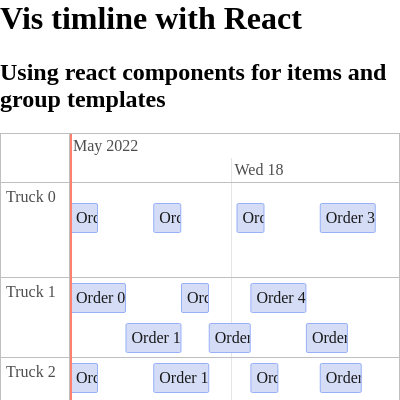 Vis timline with React
Using react components for items and
group templates
May 2022
Wed 18
Truck 0
Ord
Ord
Ord
Order 3
Truck 1
Order 0
Ord
Order 4
Order 1
Order
Order
Truck 2
Ord
Order 1
Ord
Order